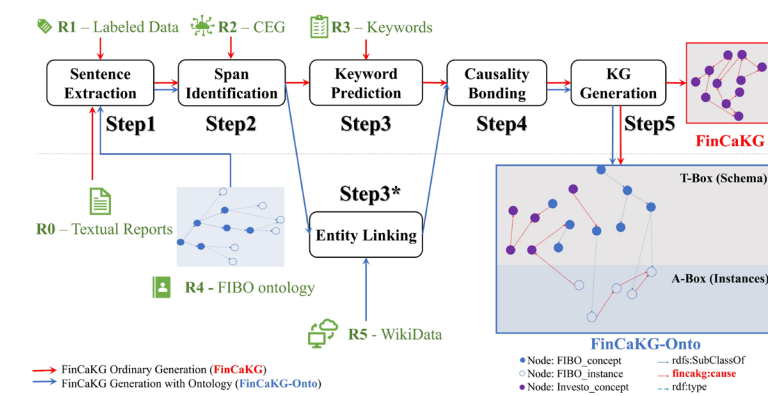 R1 – Labeled Data
R2 – CEG
R3 – Keywords
Sentence
Extraction
Span
Identification
Keyword
Prediction
Causality
Bonding
KG
Generation
Step1
Step2
Step3
Step4
Step5
FinCaKG
R0 – Textual Reports
R4 - FIBO ontology
Step3*
Entity Linking
R5 - WikiData
T-Box (Schema)
A-Box (Instances)
FinCaKG-Onto
FinCaKG Ordinary Generation (FinCaKG)
FinCaKG Generation with Ontology (FinCaKG-Onto)
Node: FIBO_concept
Node: FIBO_instance
Node: Investo_concept
rdfs:SubClassOf
fincakg:cause
rdf:type